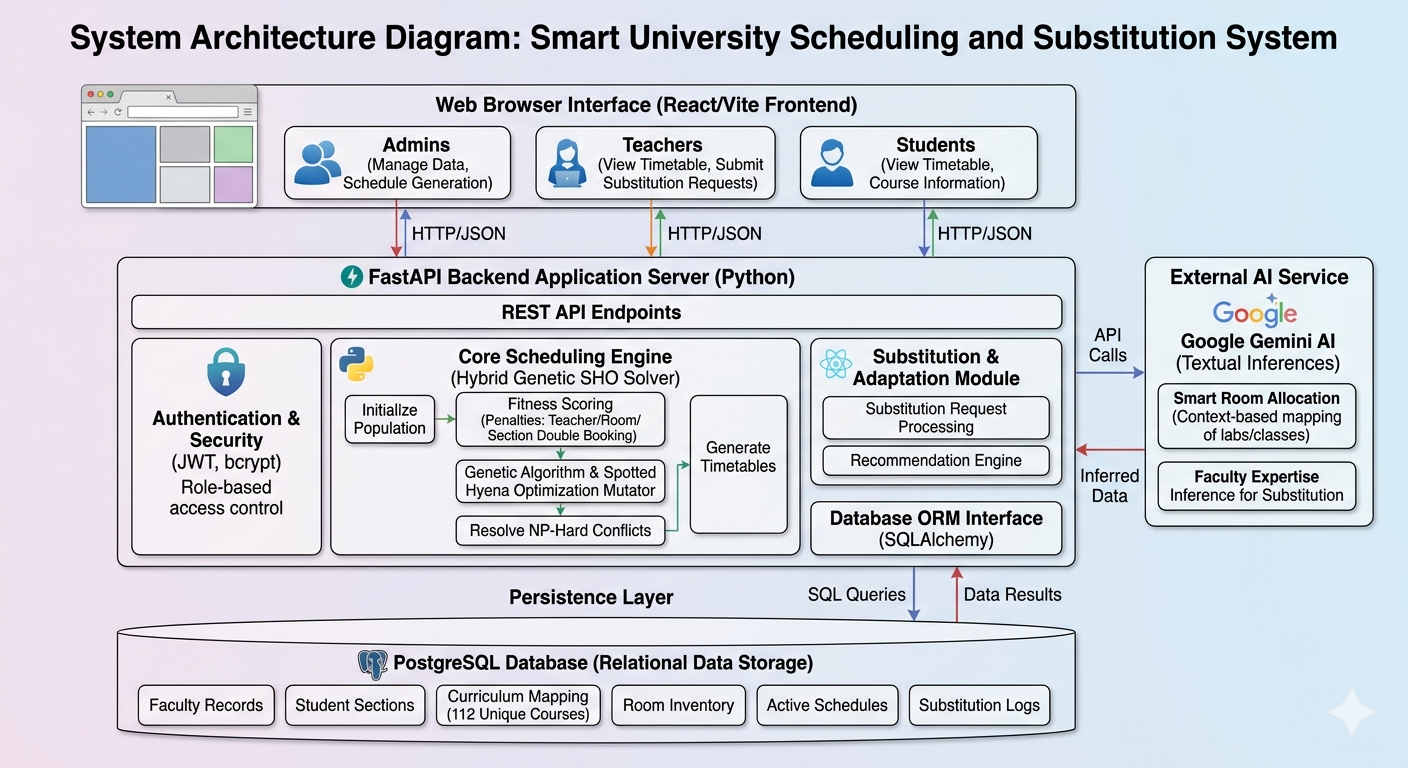 System Architecture Diagram: Smart University Scheduling and Substitution System
Web Browser Interface (React/Vite Frontend)
Admins
(Manage Data,
Schedule Generation)
Teachers
(View Timetable, Submit
Substitution Requests)
Students
(View Timetable,
Course Information)
HTTP/JSON
HTTP/JSON
HTTP/JSON
FastAPI Backend Application Server (Python)
REST API Endpoints
Authentication &
Security
(JWT, bcrypt)
Role-based
access control
Core Scheduling Engine
(Hybrid Genetic SHO Solver)
Initialize
Population
Fitness Scoring
(Penalties: Teacher/Room/
Section Double Booking)
Genetic Algorithm & Spotted
Hyena Optimization Mutator
Resolve NP-Hard Conflicts
Generate
Timetables
Substitution &
Adaptation Module
Substitution Request
Processing
Recommendation Engine
Database ORM Interface
(SQLAlchemy)
API
Calls
Inferred
Data
External AI Service
Google
Google Gemini AI
(Textual Inferences)
Smart Room Allocation
(Context-based mapping
of labs/classes)
Faculty Expertise
Inference for Substitution
Persistence Layer
SQL Queries
Data Results
PostgreSQL Database (Relational Data Storage)
Faculty Records
Student Sections
Curriculum Mapping
(112 Unique Courses)
Room Inventory
Active Schedules
Substitution Logs